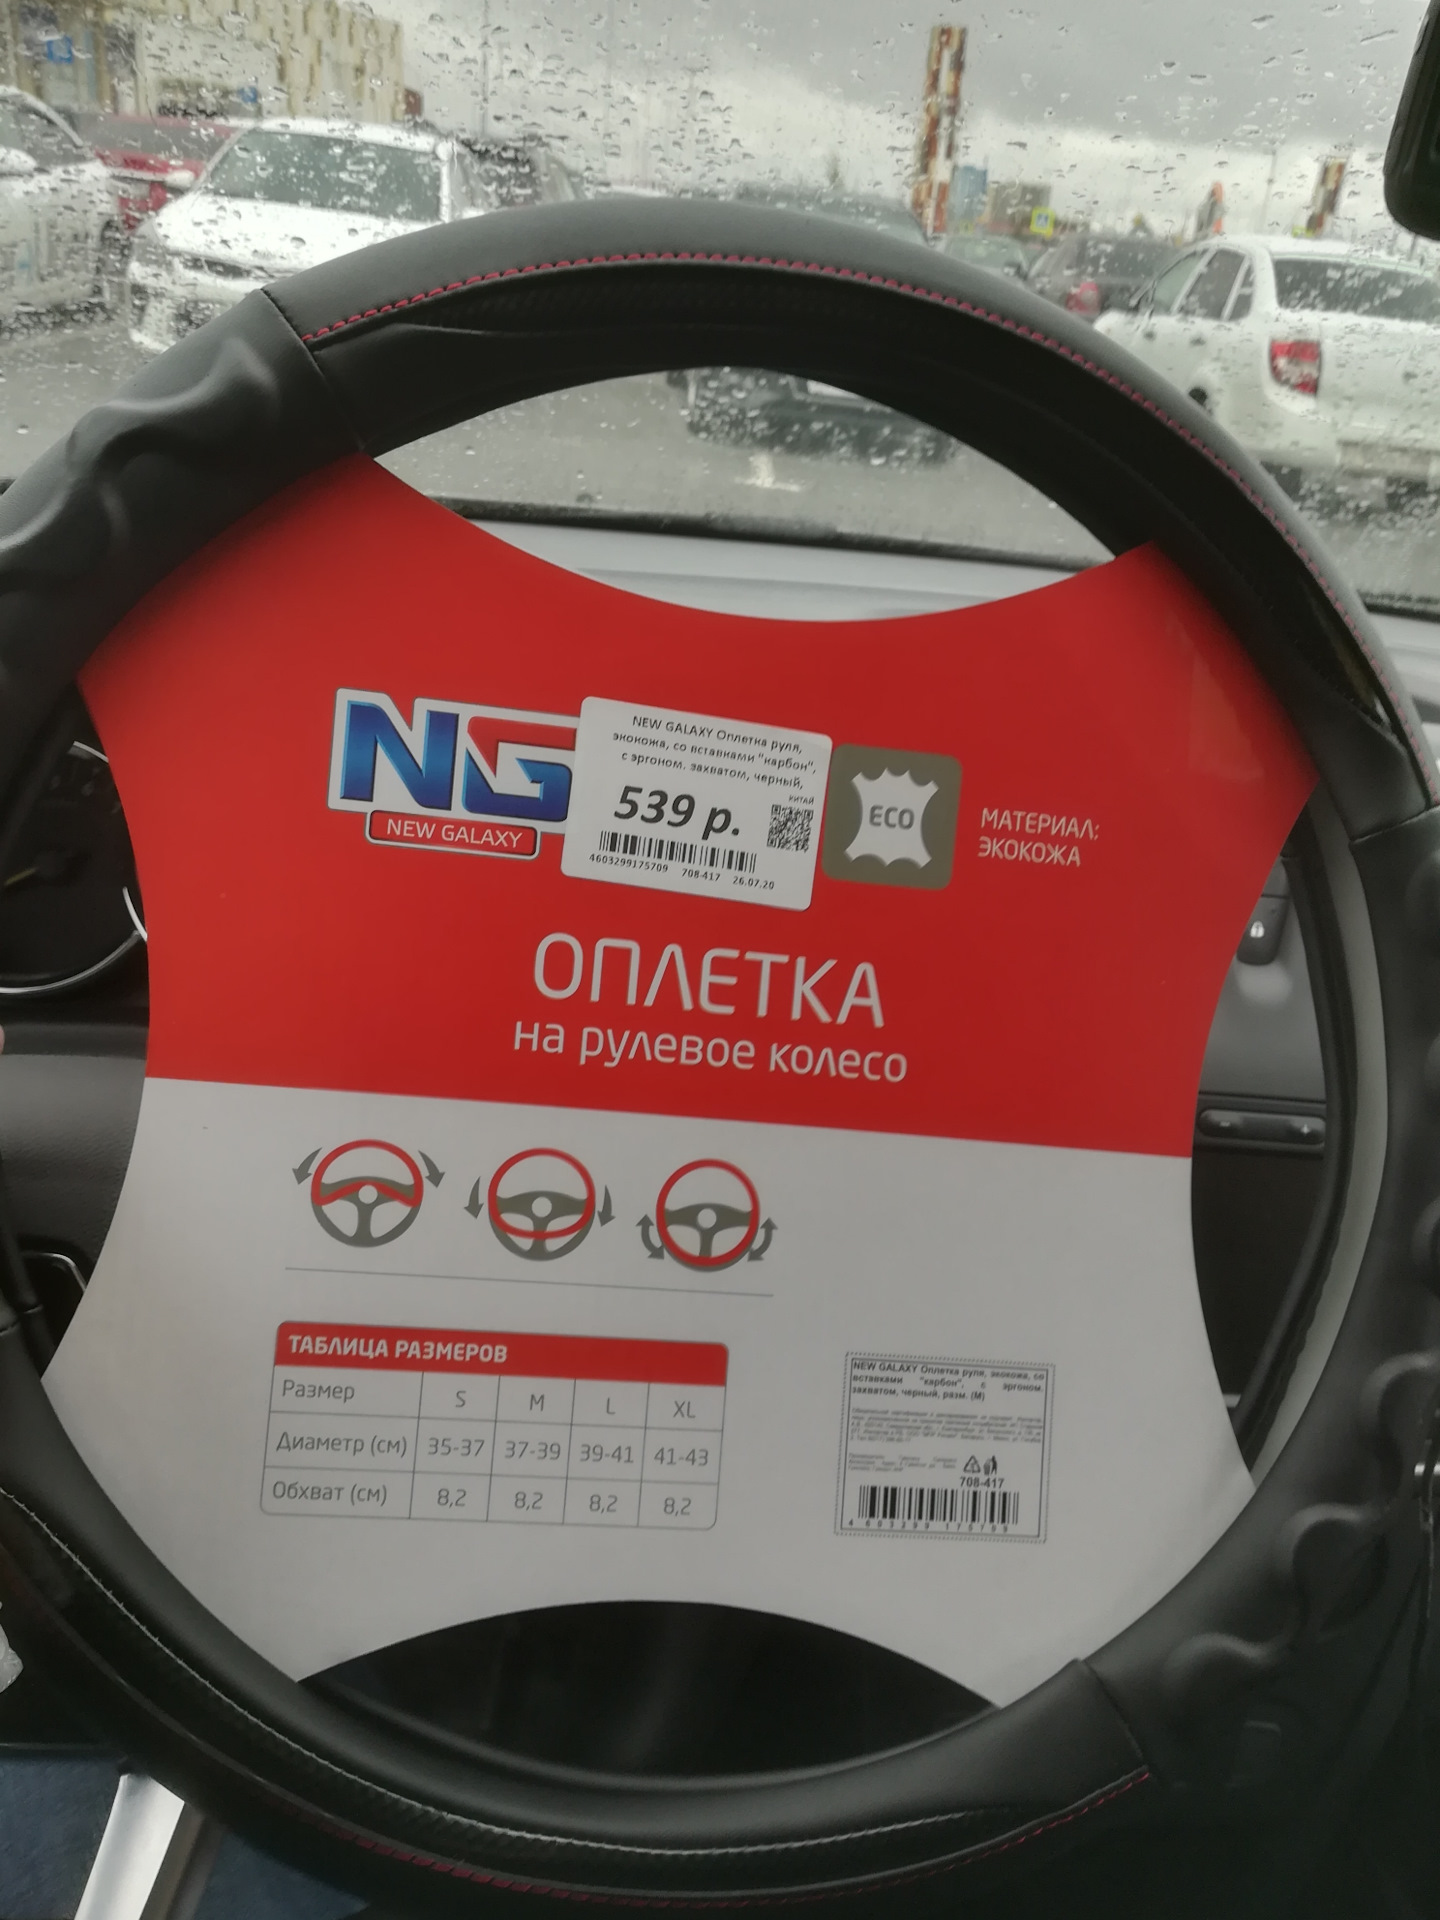 NG
NEW GALAXY
NEW GALAXY Оплетка руля,
экокожа, со вставками "карбон",
с эргоном. захватом, черный,
КИТАЙ
539 р.
4603299175709 708-417 26.07.20
ECO
МАТЕРИАЛ:
ЭКОКОЖА
ОПЛЕТКА
на рулевое колесо
ТАБЛИЦА РАЗМЕРОВ
Размер S M L XL
Диаметр (см) 35-37 37-39 39-41 41-43
Обхват (см) 8,2 8,2 8,2 8,2
NEW GALAXY Оплетка руля, экокожа, со
вставками "карбон", с эргоном.
захватом, черный, разм. (М)
708-417
4 603299 175709